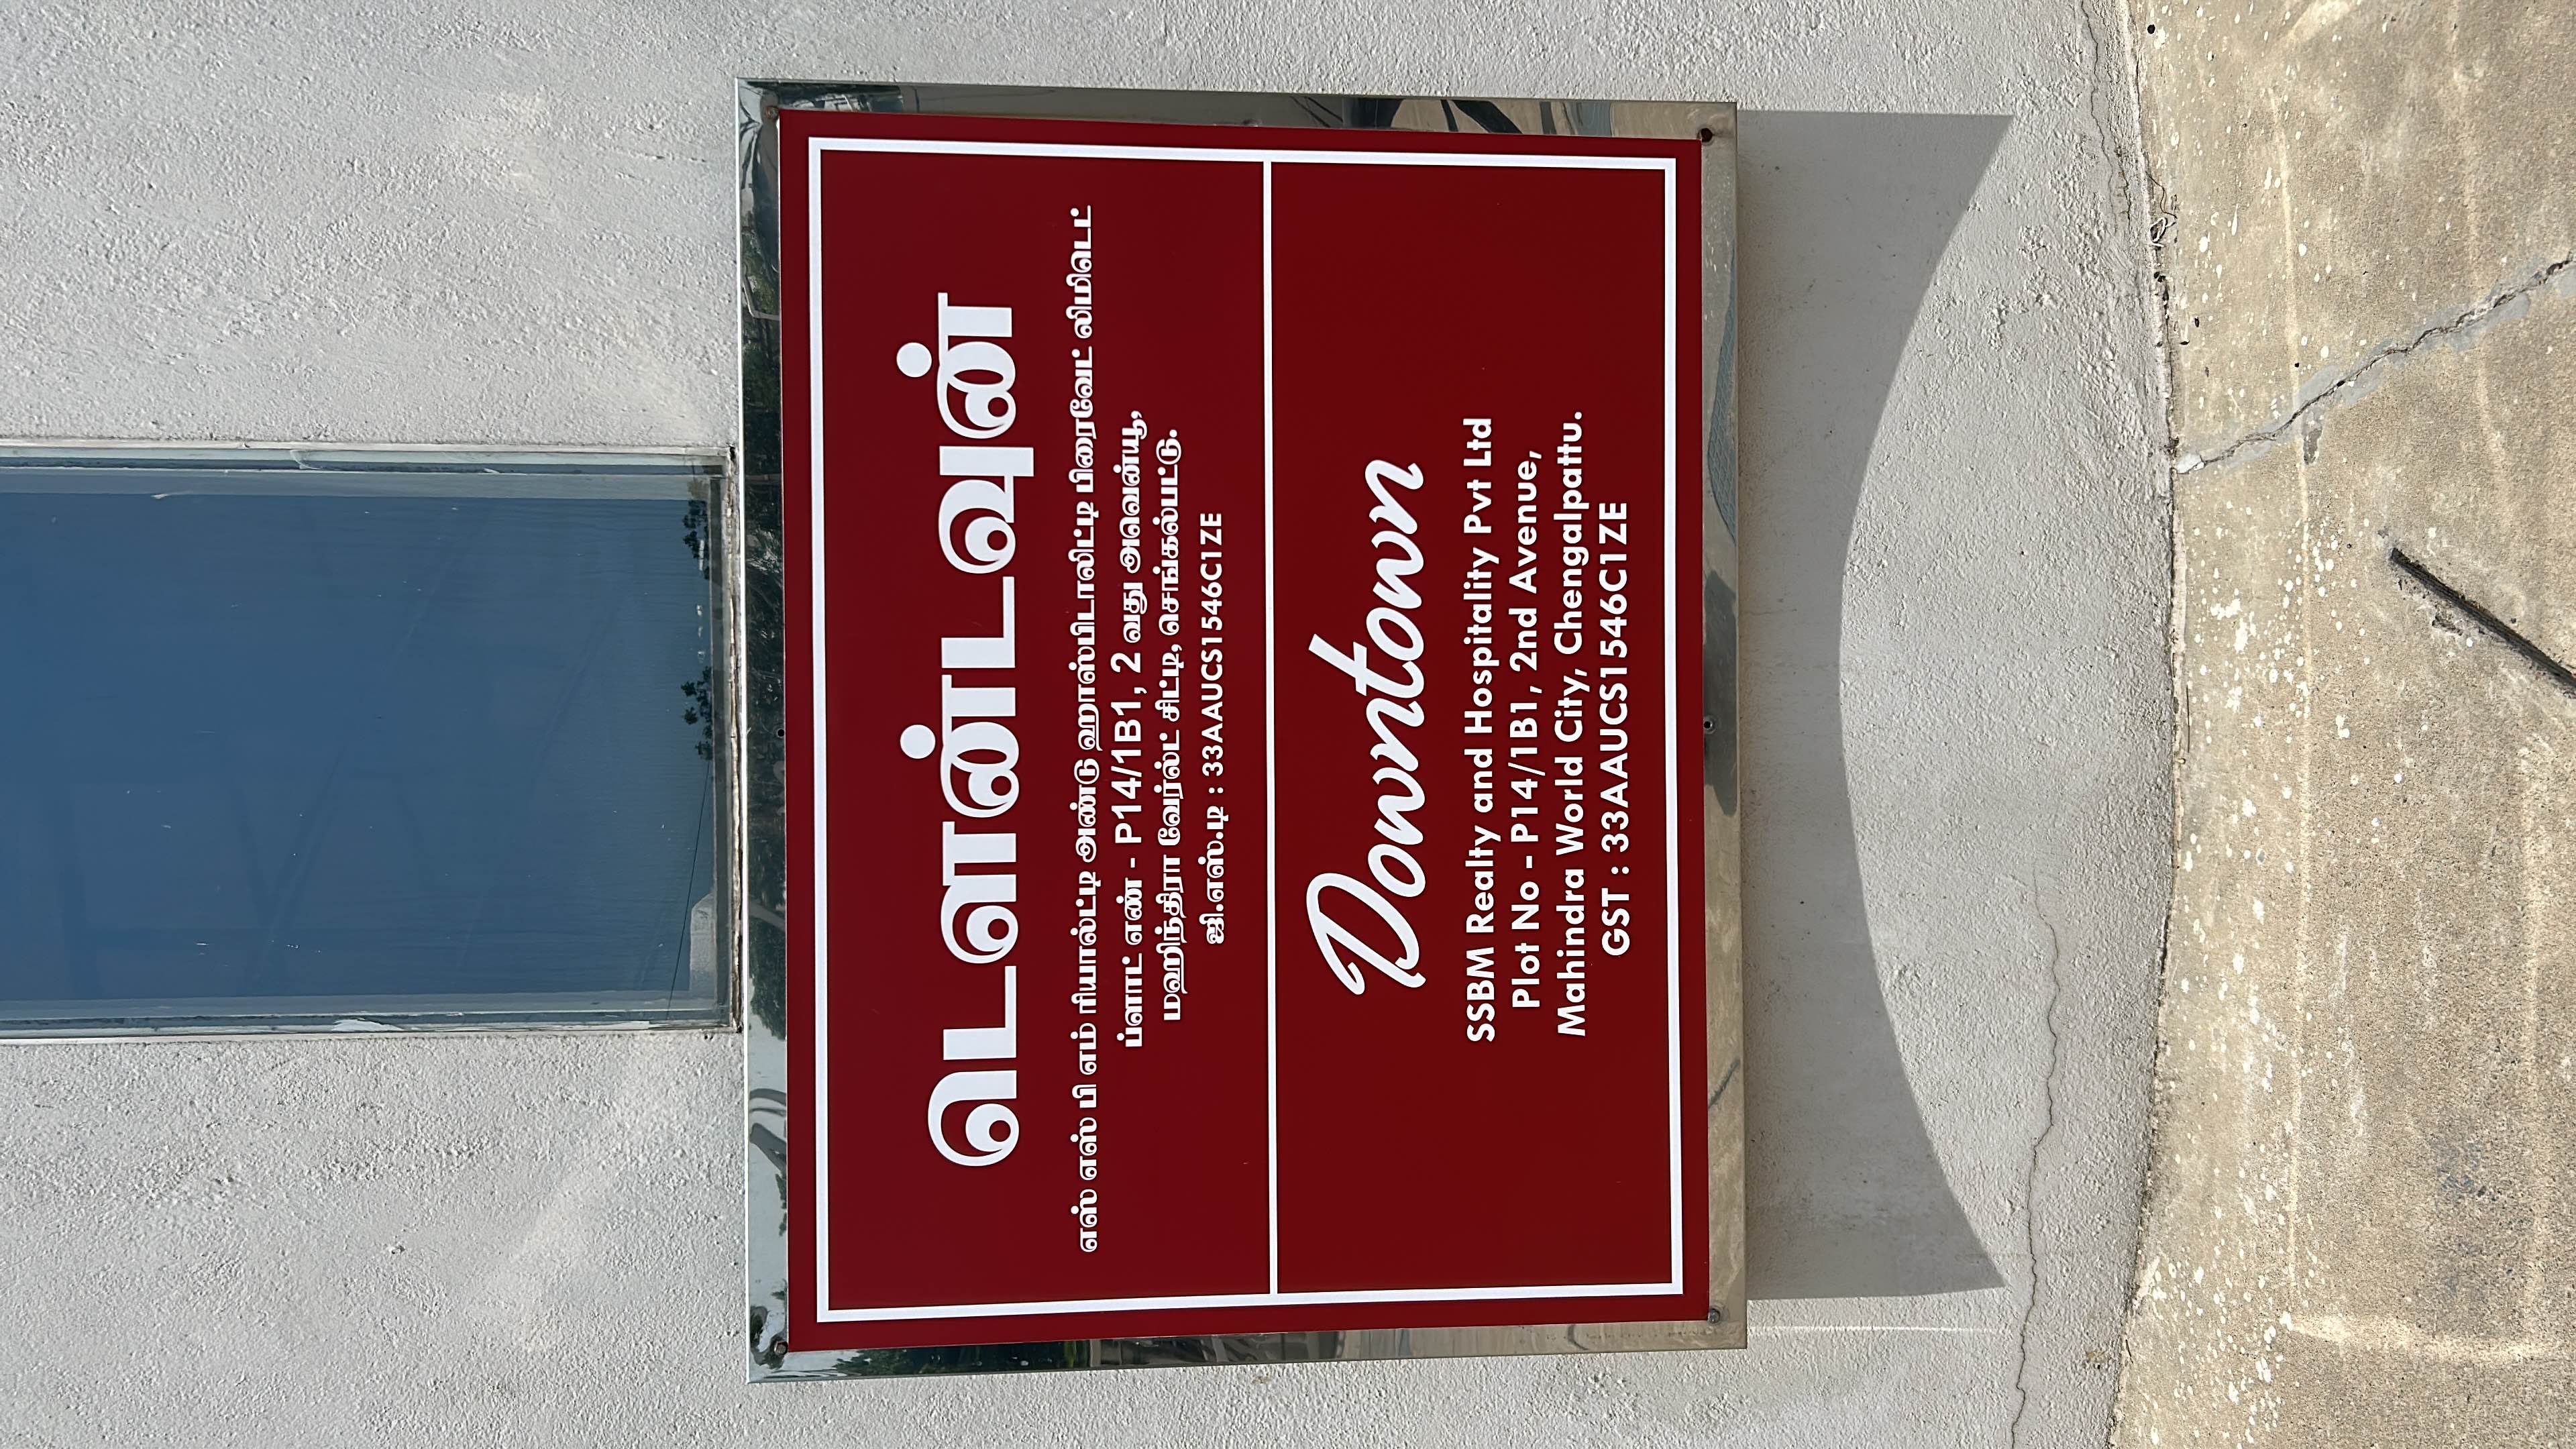 டௌன்டவுன்
எஸ் எஸ் பி எம் ரியால்ட்டி அண்டு ஹாஸ்பிடாலிட்டி பிரைவேட் லிமிடெட்
ப்ளாட் எண் - P14/1B1, 2 வது அவென்யூ,
மஹிந்திரா வேர்ல்ட் சிட்டி, செங்கல்பட்டு.
ஜி.எஸ்.டி : 33AAUCS1546C1ZE
Downtown
SSBM Realty and Hospitality Pvt Ltd
Plot No - P14/1B1, 2nd Avenue,
Mahindra World City, Chengalpattu.
GST : 33AAUCS1546C1ZE